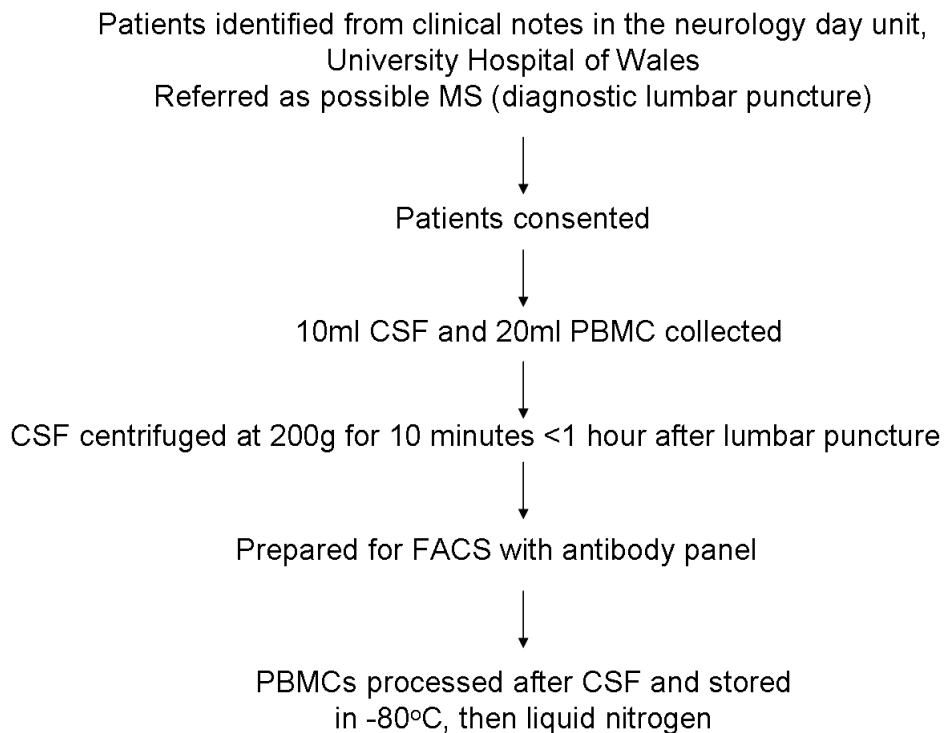 Patients identified from clinical notes in the neurology day unit,
University Hospital of Wales
Referred as possible MS (diagnostic lumbar puncture)
Patients consented
10ml CSF and 20ml PBMC collected
CSF centrifuged at 200g for 10 minutes <1 hour after lumbar puncture
Prepared for FACS with antibody panel
PBMCs processed after CSF and stored
in -80ºC, then liquid nitrogen